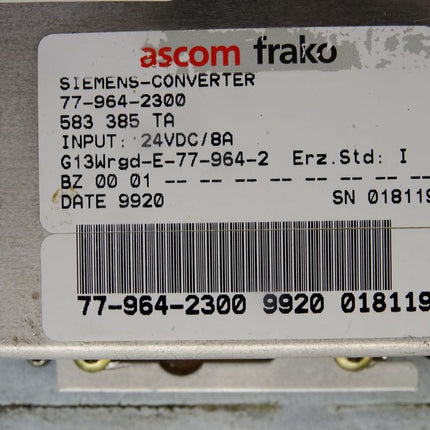 ascom frako
SIEMENS-CONVERTER
77-964-2300
583 385 TA
INPUT: 24VDC/8A
G13Wrgd-E-77-964-2 Erz.Std: I
BZ 00 01 -- -- -- -- -- -- -- -- --
DATE 9920 SN 018119
77-964-2300 9920 018119